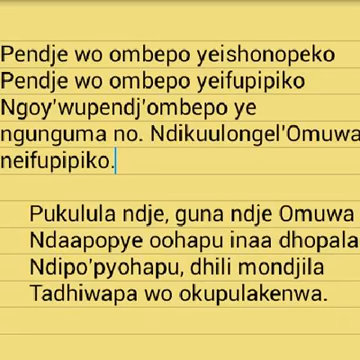 Pendje wo ombepo yeishonopeko
Pendje wo ombepo yeifupipiko
Ngoy'wupendj'ombepo ye
ngunguma no. Ndikuulongel'Omuwa
neifupipiko.
Pukulula ndje, guna ndje Omuwa
Ndaapopye oohapu inaa dhopala
Ndipo'pyohapu, dhili mondjila
Tadhiwapa wo okupulakenwa.